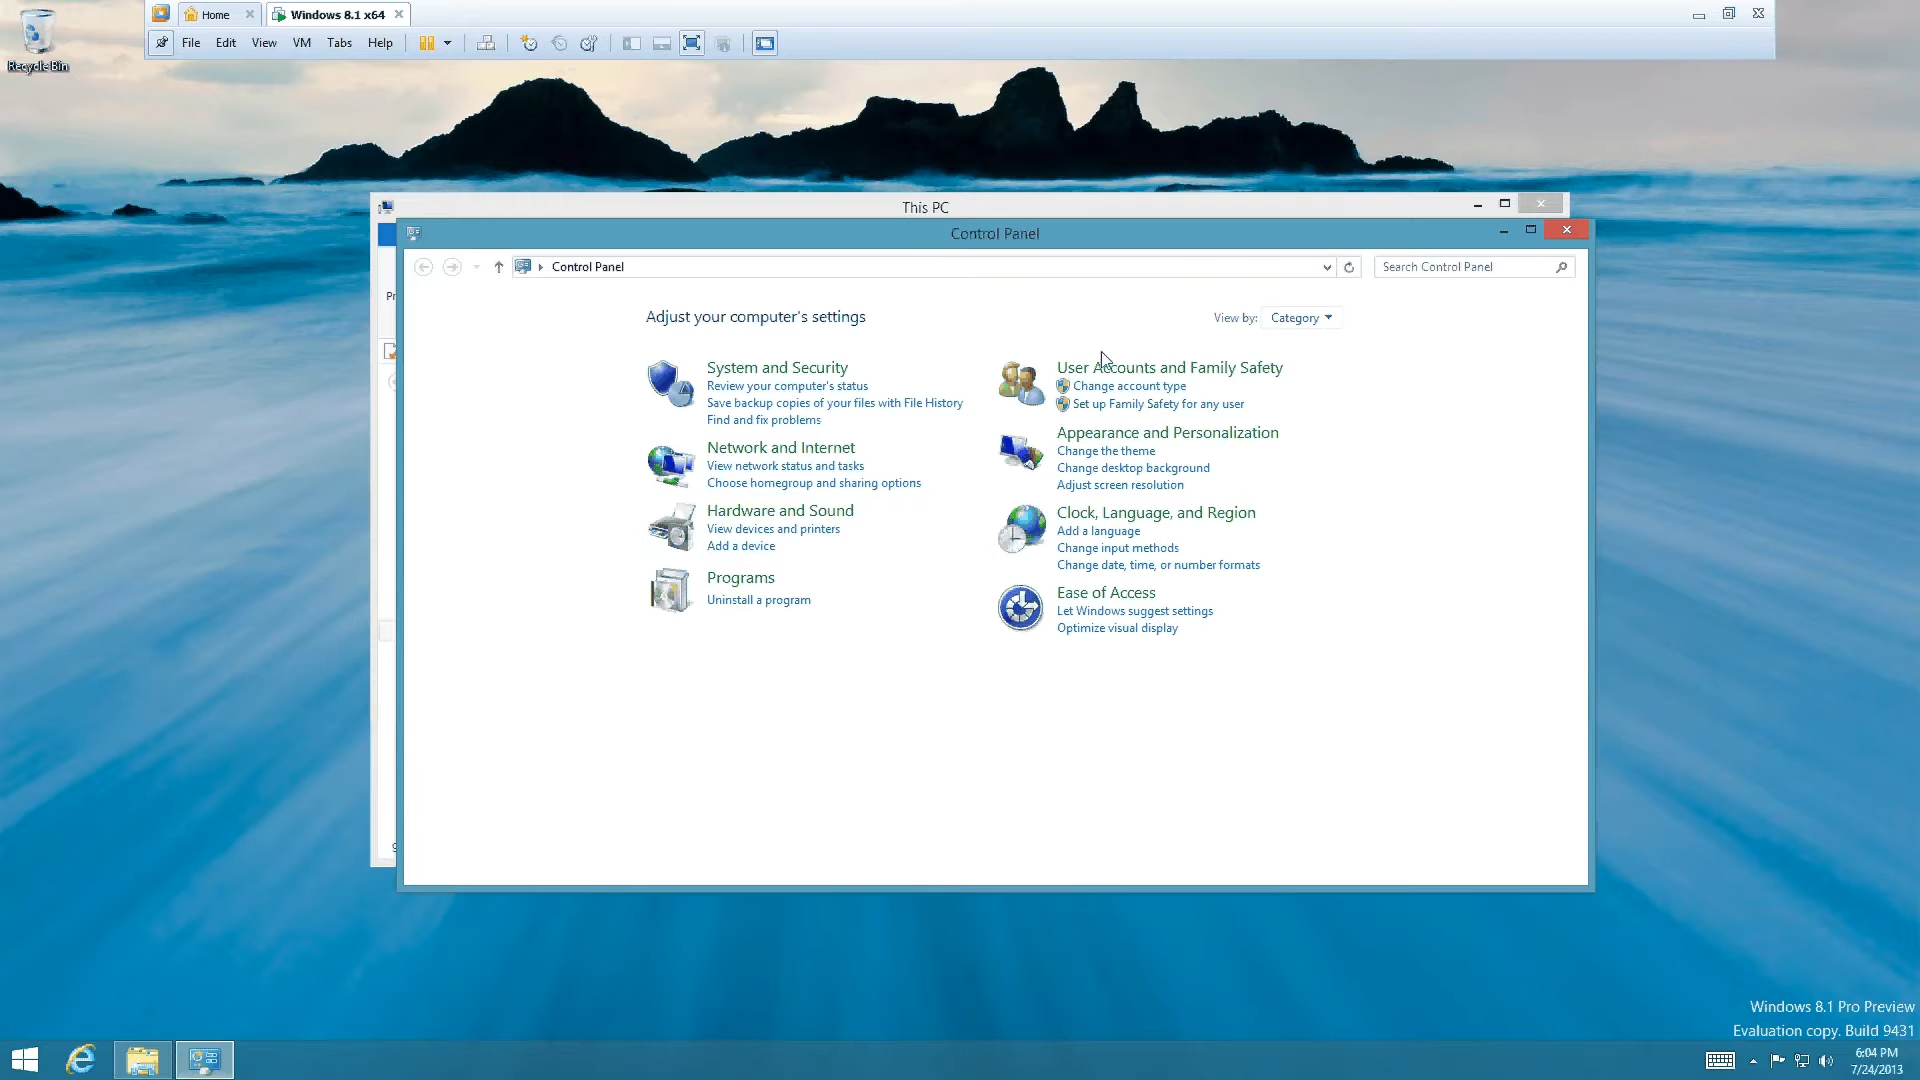 Home
Windows 8.1 x64
File Edit View VM Tabs Help
Recycle Bin
This PC
Control Panel
Control Panel
Search Control Panel
Adjust your computer's settings
View by: Category
System and Security
Review your computer's status
Save backup copies of your files with File History
Find and fix problems
Network and Internet
View network status and tasks
Choose homegroup and sharing options
Hardware and Sound
View devices and printers
Add a device
Programs
Uninstall a program
User Accounts and Family Safety
Change account type
Set up Family Safety for any user
Appearance and Personalization
Change the theme
Change desktop background
Adjust screen resolution
Clock, Language, and Region
Add a language
Change input methods
Change date, time, or number formats
Ease of Access
Let Windows suggest settings
Optimize visual display
Windows 8.1 Pro Preview
Evaluation copy. Build 9431
6:04 PM
7/24/2013